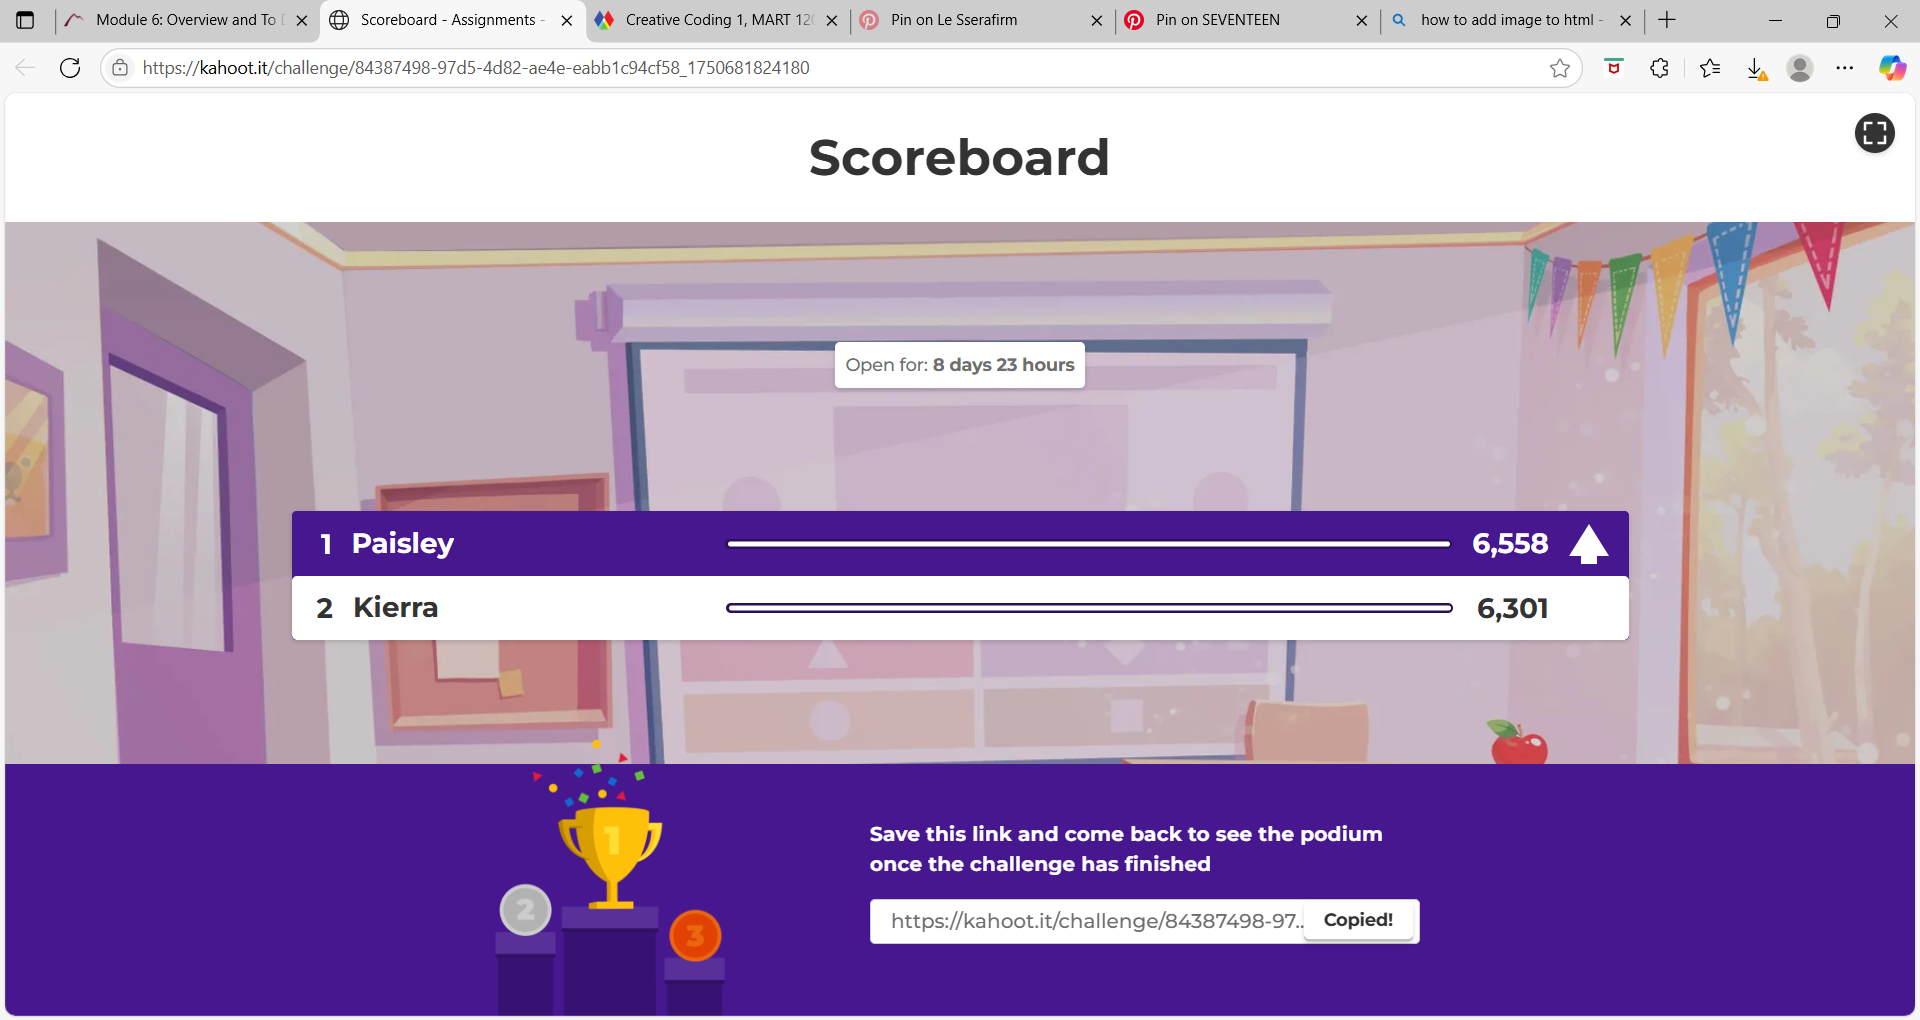 Module 6: Overview and To D
Scoreboard - Assignments -
Creative Coding 1, MART 120
Pin on Le Sserafirm
Pin on SEVENTEEN
how to add image to html -
https://kahoot.it/challenge/84387498-97d5-4d82-ae4e-eabb1c94cf58_1750681824180
Scoreboard
Open for: 8 days 23 hours
1 Paisley 6,558
2 Kierra 6,301
1
2
3
Save this link and come back to see the podium
once the challenge has finished
https://kahoot.it/challenge/84387498-97.. Copied!